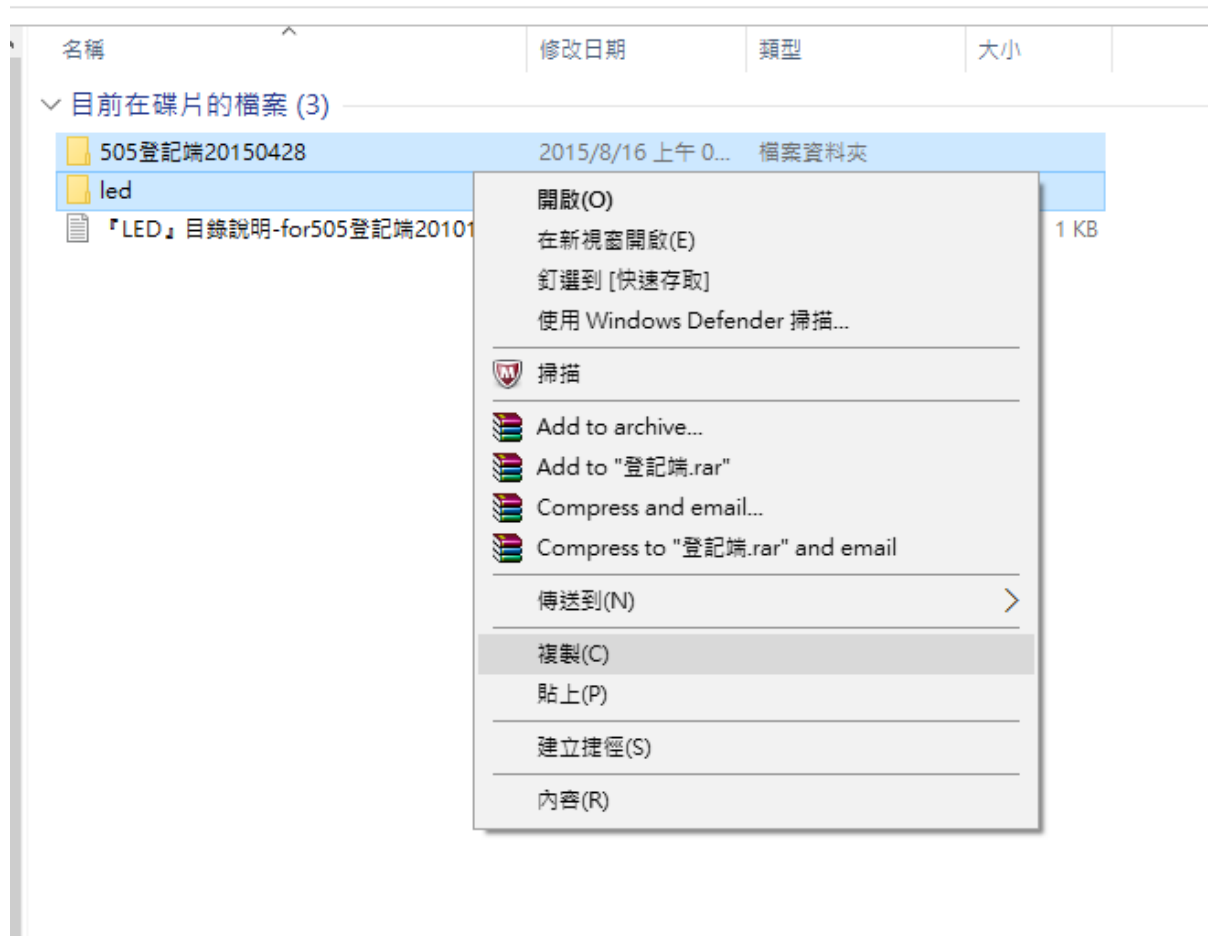 名稱 修改日期 類型 大小
目前在碟片的檔案 (3)
505登記端20150428 2015/8/16 上午 0... 檔案資料夾
led
『LED』目錄說明-for505登記端20101 1 KB
開啟(O)
在新視窗開啟(E)
釘選到 [快速存取]
使用 Windows Defender 掃描...
掃描
Add to archive...
Add to "登記端.rar"
Compress and email...
Compress to "登記端.rar" and email
傳送到(N)
複製(C)
貼上(P)
建立捷徑(S)
內容(R)